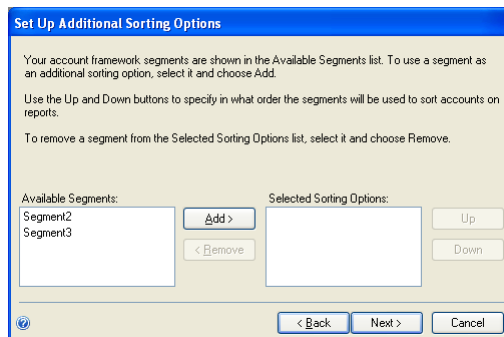 Set Up Additional Sorting Options
Your account framework segments are shown in the Available Segments list. To use a segment as
an additional sorting option, select it and choose Add.
Use the Up and Down buttons to specify in what order the segments will be used to sort accounts on
reports.
To remove a segment from the Selected Sorting Options list, select it and choose Remove.
Available Segments:
Segment2
Segment3
Add >
< Remove
Selected Sorting Options:
Up
Down
?
< Back
Next >
Cancel